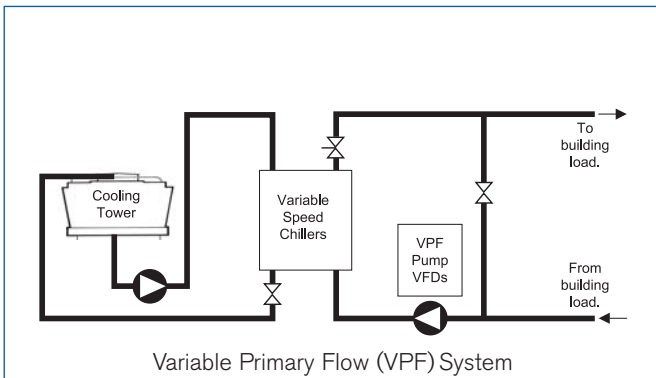 Cooling
Tower
Variable
Speed
Chillers
VPF
Pump
VFDs
To
building
load.
From
building
load.
Variable Primary Flow (VPF) System